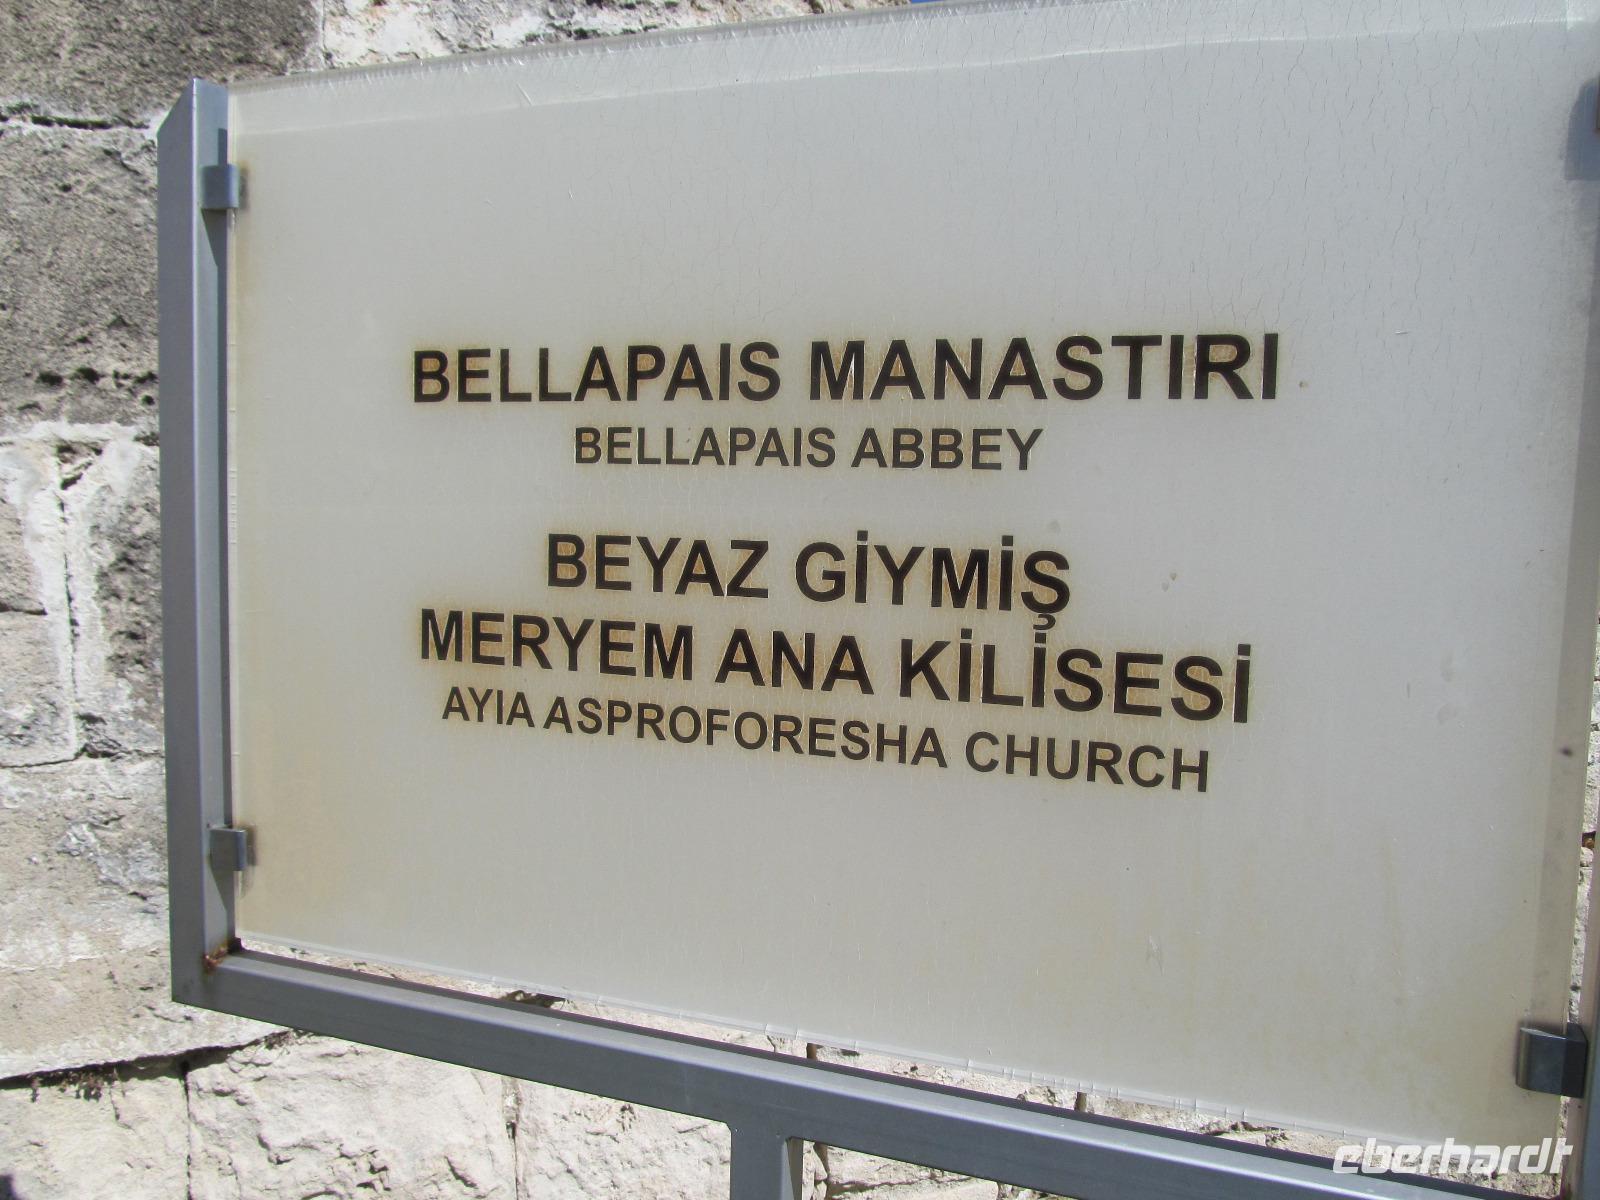 BELLAPAIS MANASTIRI
BELLAPAIS ABBEY
BEYAZ GİYMİŞ
MERYEM ANA KİLİSESİ
AYIA ASPROFORESHA CHURCH
eberhardt